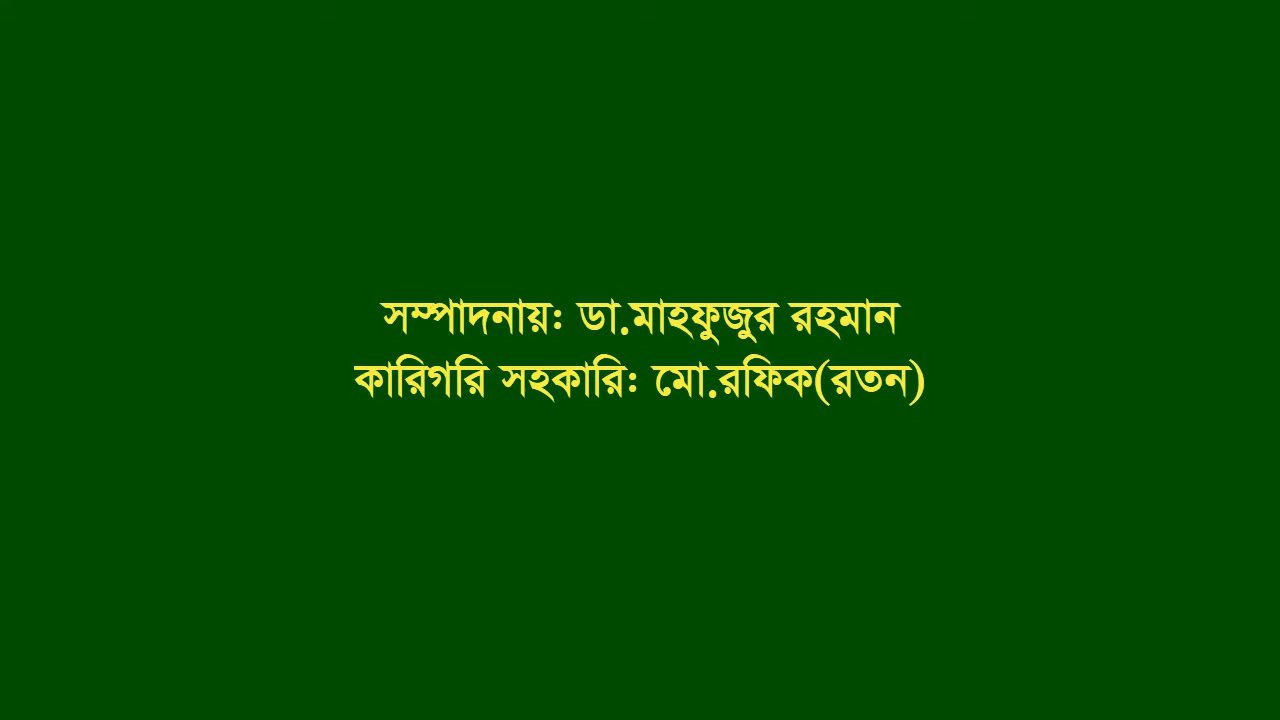 সম্পাদনায়: ডা.মাহফুজুর রহমান
কারিগরি সহকারি: মো.রফিক(রতন)